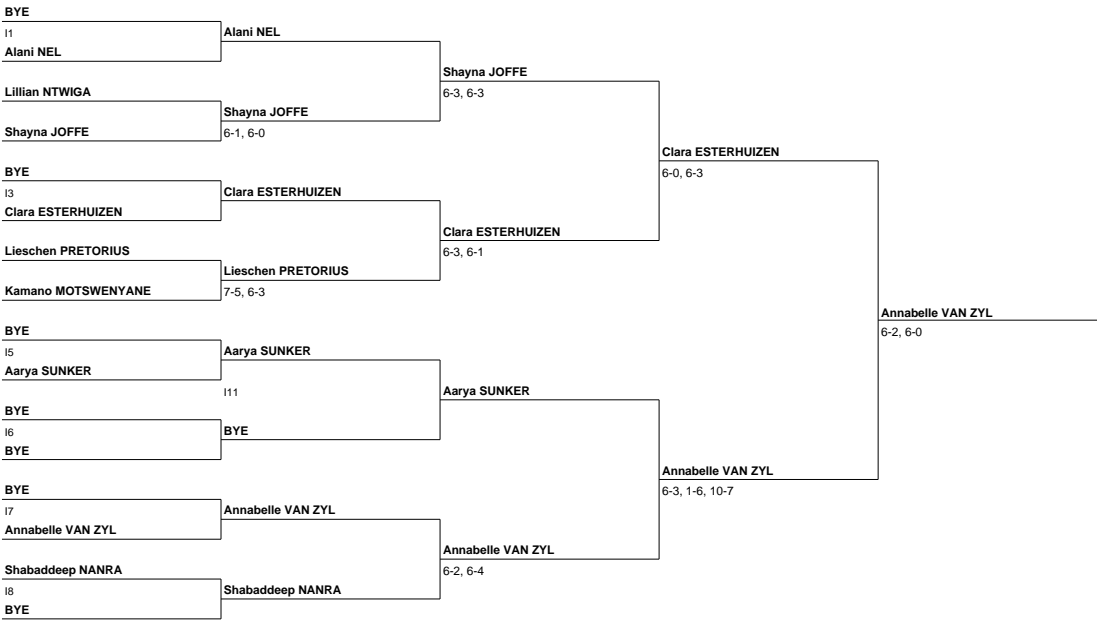 BYE
Alani NEL
I1
Alani NEL
Shayna JOFFE
Lillian NTWIGA
6-3, 6-3
Shayna JOFFE
Shayna JOFFE
6-1, 6-0
Clara ESTERHUIZEN
BYE
6-0, 6-3
I3
Clara ESTERHUIZEN
Clara ESTERHUIZEN
Clara ESTERHUIZEN
Lieschen PRETORIUS
6-3, 6-1
Lieschen PRETORIUS
Kamano MOTSWENYANE
7-5, 6-3
Annabelle VAN ZYL
BYE
6-2, 6-0
I5
Aarya SUNKER
Aarya SUNKER
I11
Aarya SUNKER
BYE
I6
BYE
BYE
Annabelle VAN ZYL
BYE
6-3, 1-6, 10-7
I7
Annabelle VAN ZYL
Annabelle VAN ZYL
Annabelle VAN ZYL
Shabaddeep NANRA
6-2, 6-4
I8
Shabaddeep NANRA
BYE